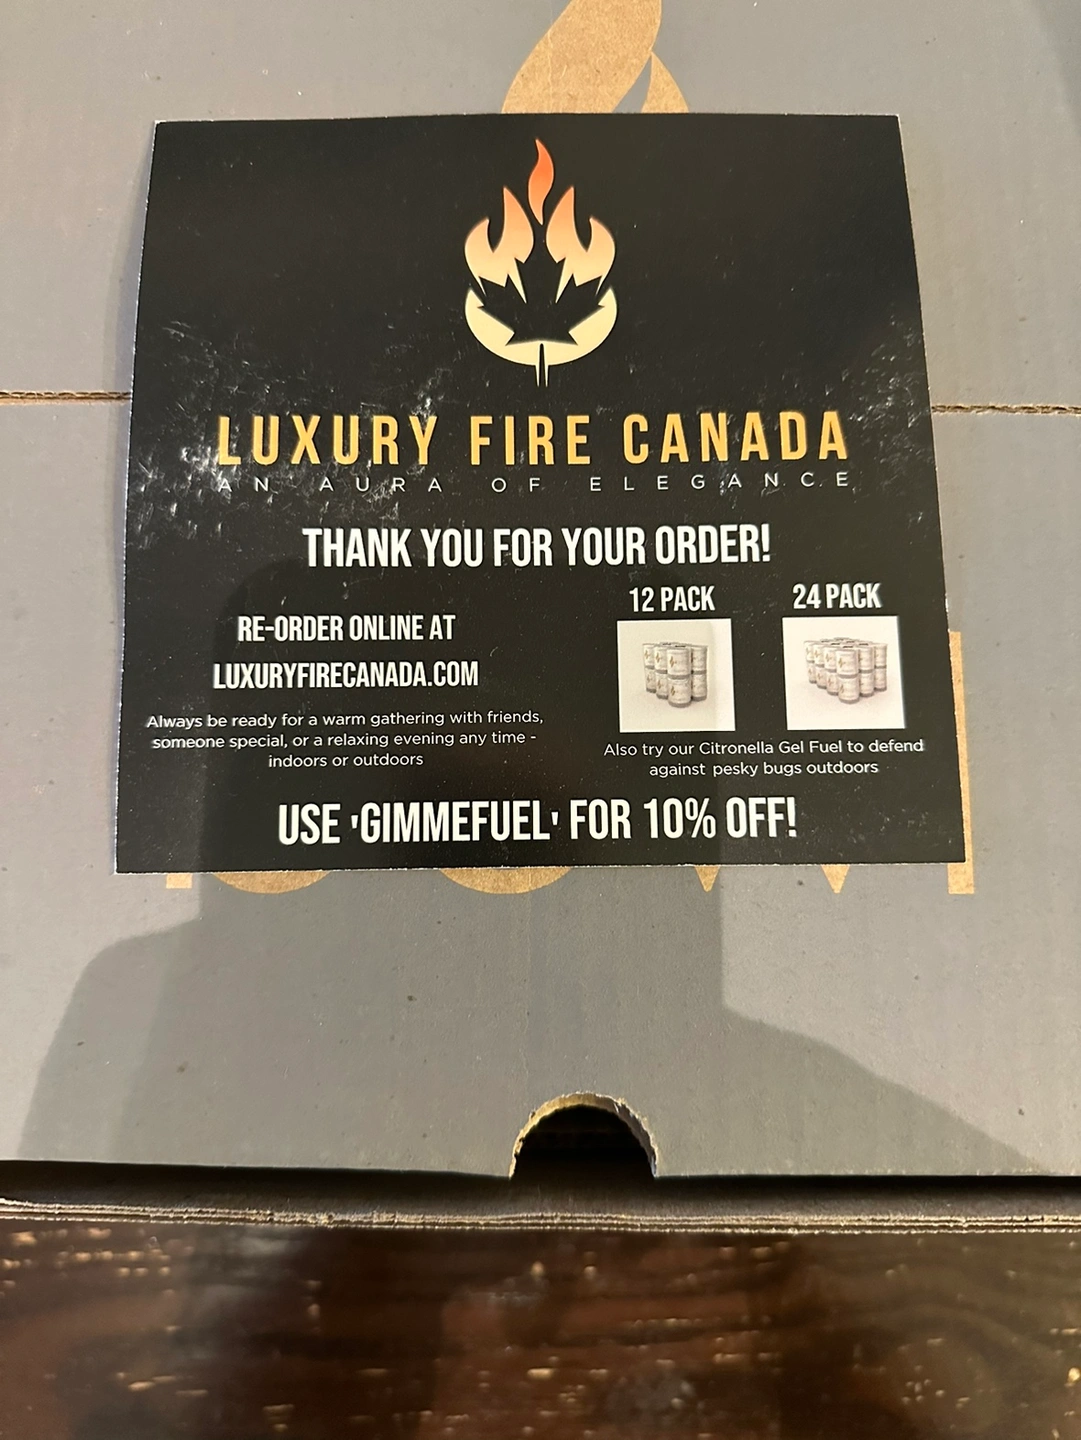 LUXURY FIRE CANADA
AN AURA OF ELEGANCE
THANK YOU FOR YOUR ORDER!
RE-ORDER ONLINE AT
LUXURYFIRECANADA.COM
Always be ready for a warm gathering with friends,
someone special, or a relaxing evening any time -
indoors or outdoors
12 PACK
24 PACK
Also try our Citronella Gel Fuel to defend
against pesky bugs outdoors
USE 'GIMMEFUEL' FOR 10% OFF!